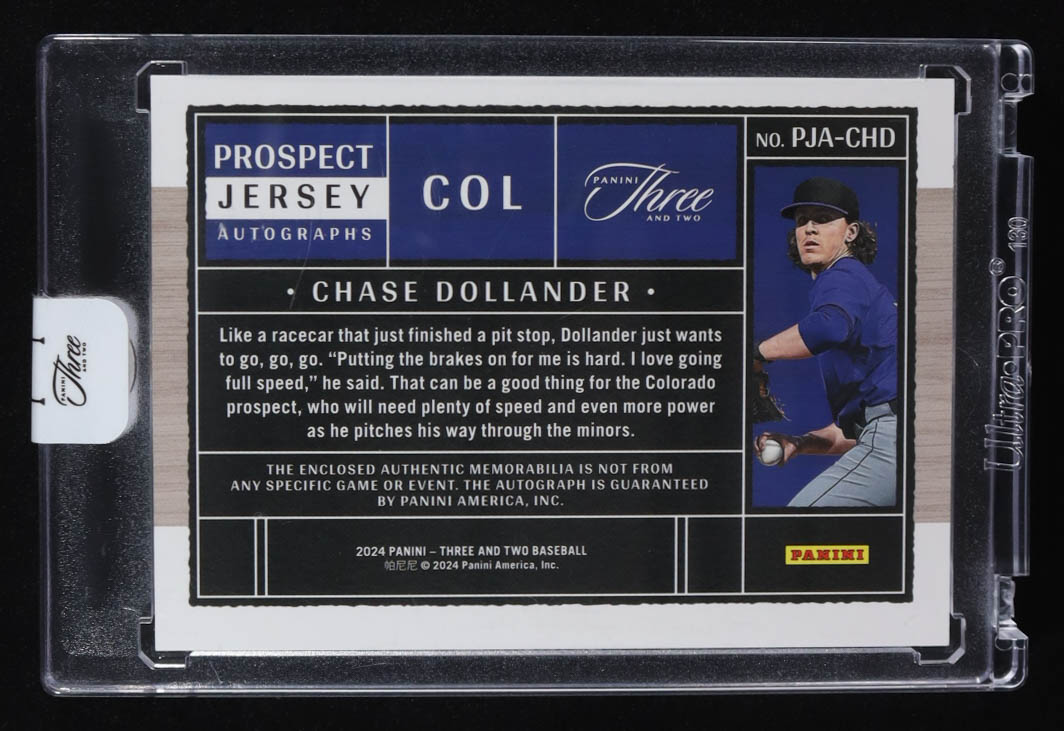 PROSPECT
JERSEY
AUTOGRAPHS
COL
PANINI
Three
AND TWO
NO. PJA-CHD
• CHASE DOLLANDER •
Like a racecar that just finished a pit stop, Dollander just wants
to go, go, go. “Putting the brakes on for me is hard. I love going
full speed,” he said. That can be a good thing for the Colorado
prospect, who will need plenty of speed and even more power
as he pitches his way through the minors.
THE ENCLOSED AUTHENTIC MEMORABILIA IS NOT FROM
ANY SPECIFIC GAME OR EVENT. THE AUTOGRAPH IS GUARANTEED
BY PANINI AMERICA, INC.
2024 PANINI – THREE AND TWO BASEBALL
帕尼尼 © 2024 Panini America, Inc.
PANINI
PANINI
Three
AND TWO
UltraPRO® 130